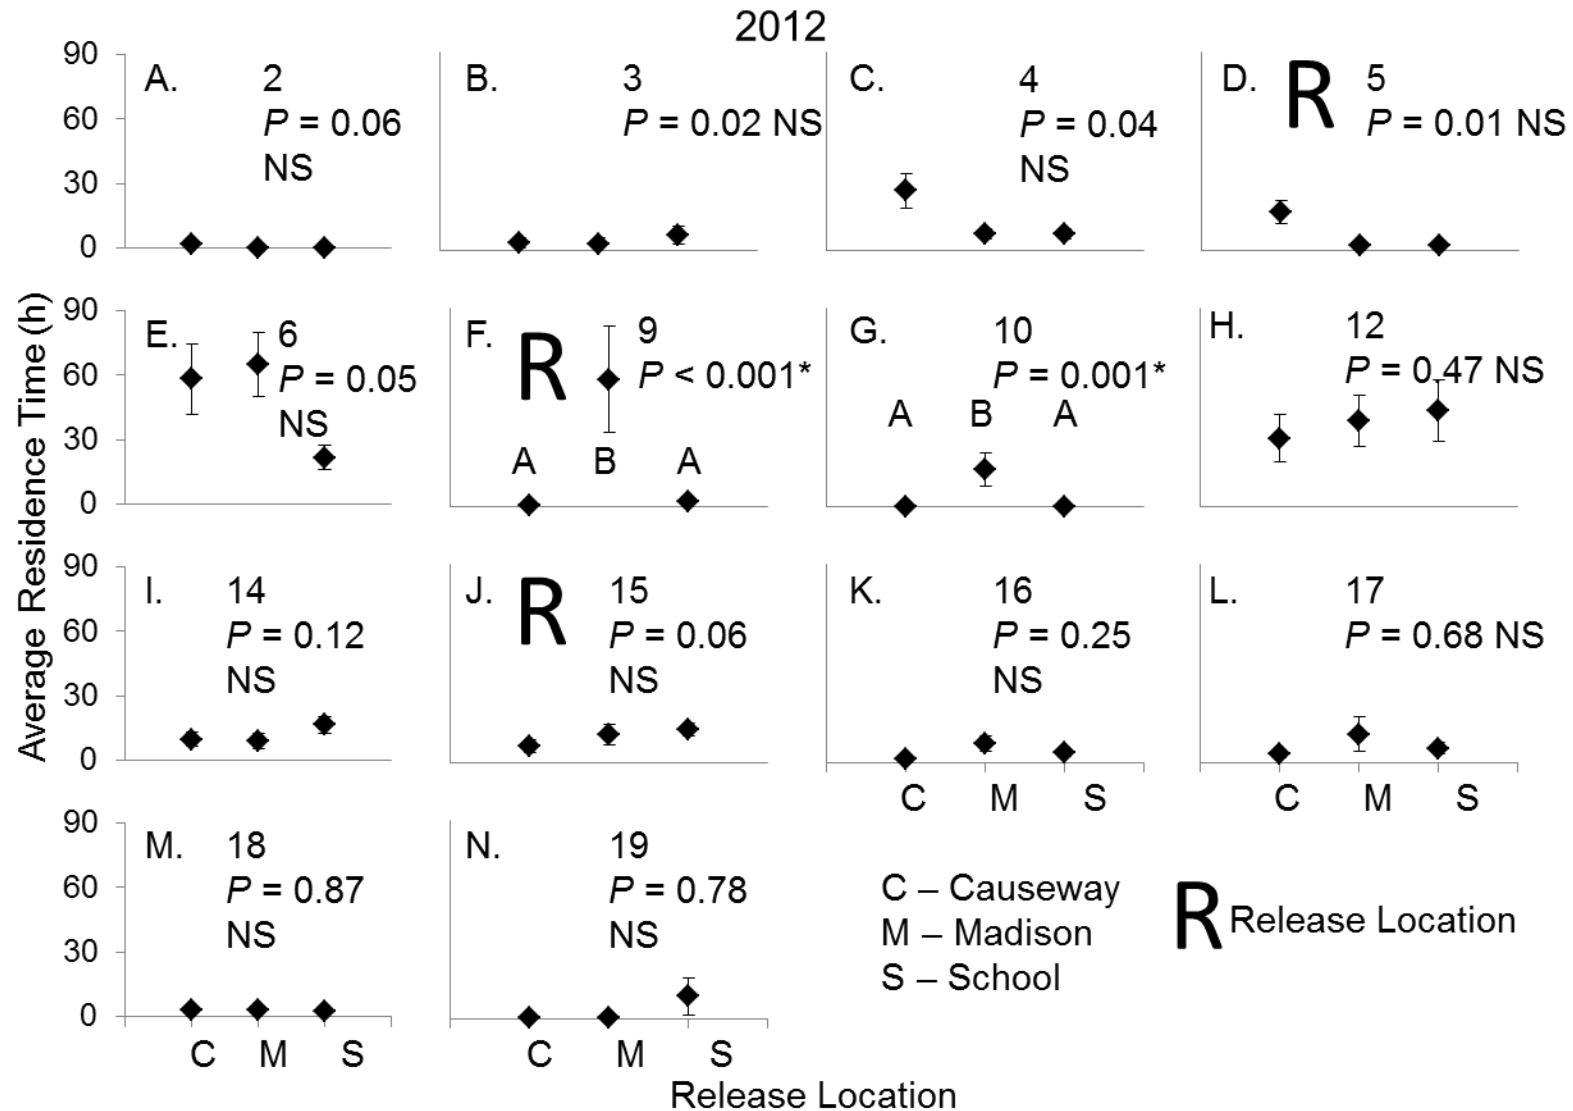 2012
Average Residence Time (h)
90
60
30
0
A. 2
P = 0.06
NS
B. 3
P = 0.02 NS
C. 4
P = 0.04
NS
D. R 5
P = 0.01 NS
90
60
30
0
E. 6
P = 0.05
NS
F. R 9
P < 0.001*
A B A
G. 10
P = 0.001*
A B A
H. 12
P = 0.47 NS
90
60
30
0
I. 14
P = 0.12
NS
J. R 15
P = 0.06
NS
K. 16
P = 0.25
NS
C M S
L. 17
P = 0.68 NS
C M S
90
60
30
0
M. 18
P = 0.87
NS
C M S
N. 19
P = 0.78
NS
C M S
C – Causeway
M – Madison
S – School
R Release Location
Release Location